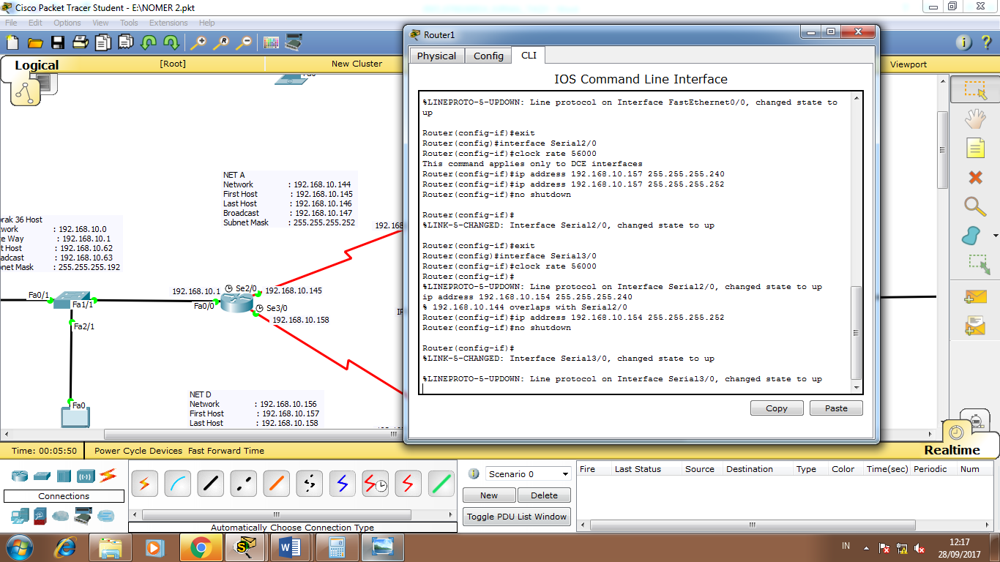 Cisco Packet Tracer Student - E:\NOMER 2.pkt
File Edit Options View Tools Extensions Help
Logical
[Root]
New Cluster
Viewport
NET A
Network : 192.168.10.144
First Host : 192.168.10.145
Last Host : 192.168.10.146
Broadcast : 192.168.10.147
Subnet Mask : 255.255.255.252
36 Host
: 192.168.10.0
Way : 192.168.10.1
Host : 192.168.10.62
: 192.168.10.63
Mask : 255.255.255.192
192.168
192.168.10.1
Se2/0
192.168.10.145
Fa0/1
Fa1/1
Fa0/0
Se3/0
192.168.10.158
Fa2/1
Fa0
NET D
Network : 192.168.10.156
First Host : 192.168.10.157
Last Host : 192.168.10.158
Router1
Physical Config CLI
IOS Command Line Interface
%LINEPROTO-5-UPDOWN: Line protocol on Interface FastEthernet0/0, changed state to
up
Router(config-if)#exit
Router(config)#interface Serial2/0
Router(config-if)#clock rate 56000
This command applies only to DCE interfaces
Router(config-if)#ip address 192.168.10.157 255.255.255.240
Router(config-if)#ip address 192.168.10.157 255.255.255.252
Router(config-if)#no shutdown
Router(config-if)#
%LINK-5-CHANGED: Interface Serial2/0, changed state to up
Router(config-if)#exit
Router(config)#interface Serial3/0
Router(config-if)#clock rate 56000
Router(config-if)#
%LINEPROTO-5-UPDOWN: Line protocol on Interface Serial2/0, changed state to up
ip address 192.168.10.154 255.255.255.240
% 192.168.10.144 overlaps with Serial2/0
Router(config-if)#ip address 192.168.10.154 255.255.255.252
Router(config-if)#no shutdown
Router(config-if)#
%LINK-5-CHANGED: Interface Serial3/0, changed state to up
%LINEPROTO-5-UPDOWN: Line protocol on Interface Serial3/0, changed state to up
Copy Paste
Time: 00:05:50 Power Cycle Devices Fast Forward Time
Realtime
Connections
Automatically Choose Connection Type
Scenario 0
New Delete
Toggle PDU List Window
Fire Last Status Source Destination Type Color Time(sec) Periodic Num
IN
12:17
28/09/2017